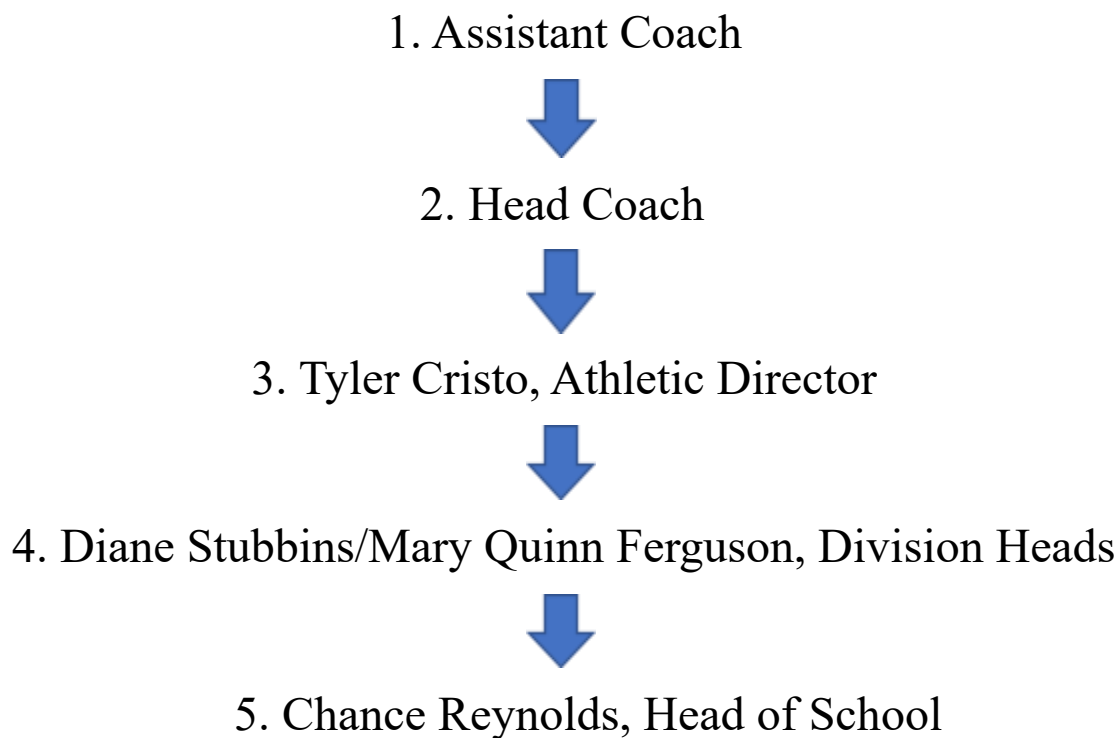 1. Assistant Coach
2. Head Coach
3. Tyler Cristo, Athletic Director
4. Diane Stubbins/Mary Quinn Ferguson, Division Heads
5. Chance Reynolds, Head of School